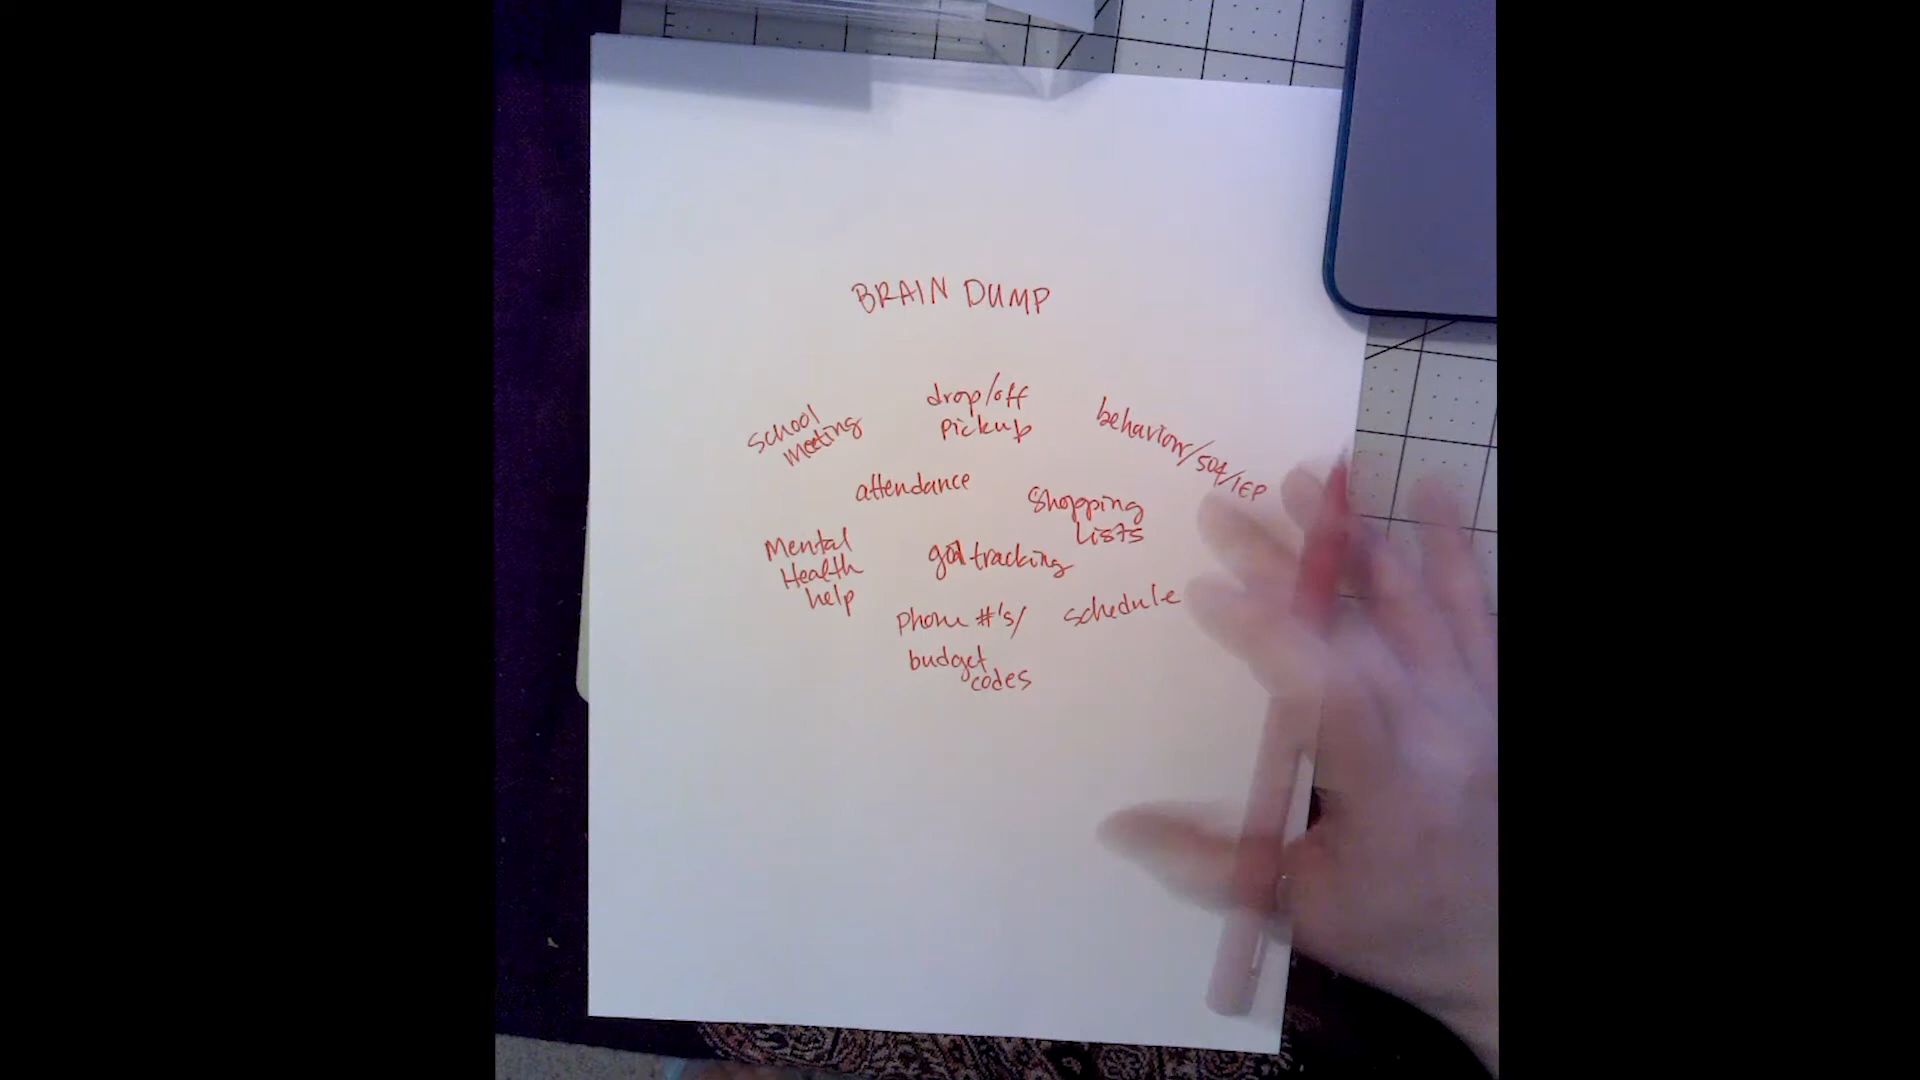 BRAIN DUMP
school
meeting
drop/off
pickup
behavior/504/IEP
attendance
Shopping
Lists
Mental
Health
help
goal tracking
phone #'s/
schedule
budget
codes